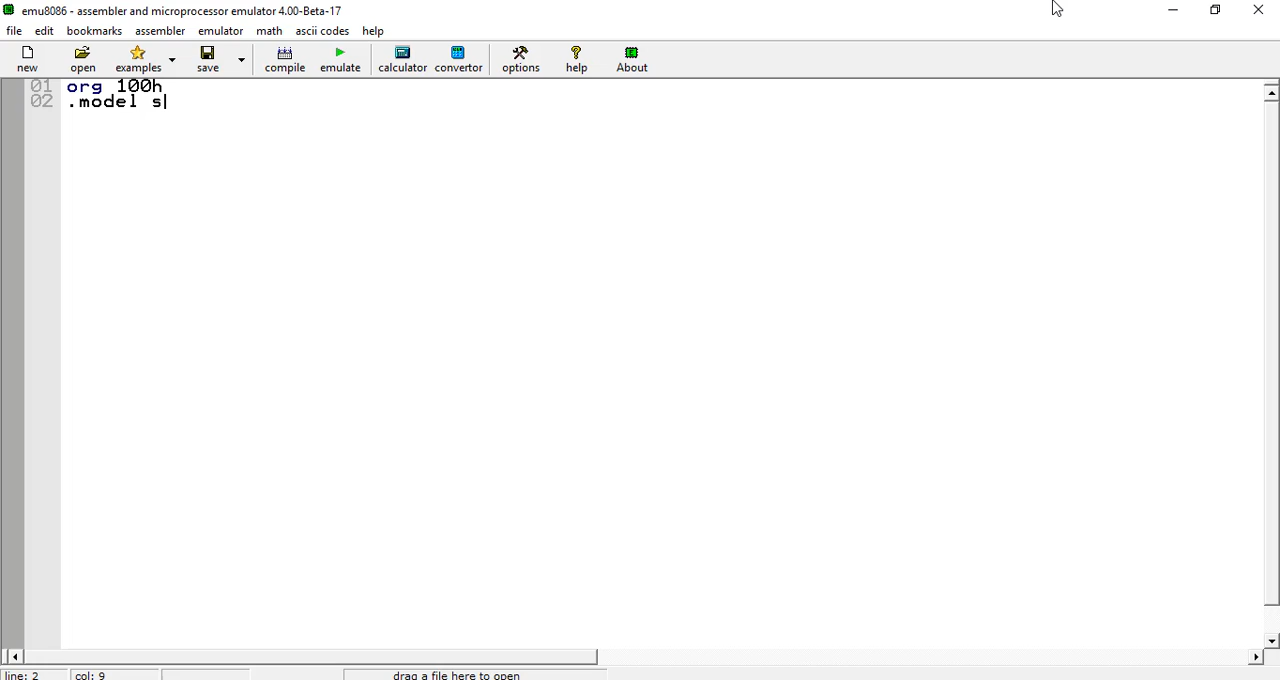 emu8086 - assembler and microprocessor emulator 4.00-Beta-17
file edit bookmarks assembler emulator math ascii codes help
new open examples save compile emulate calculator convertor options help About
01 org 100h
02 .model s
line: 2 col: 9 drag a file here to open